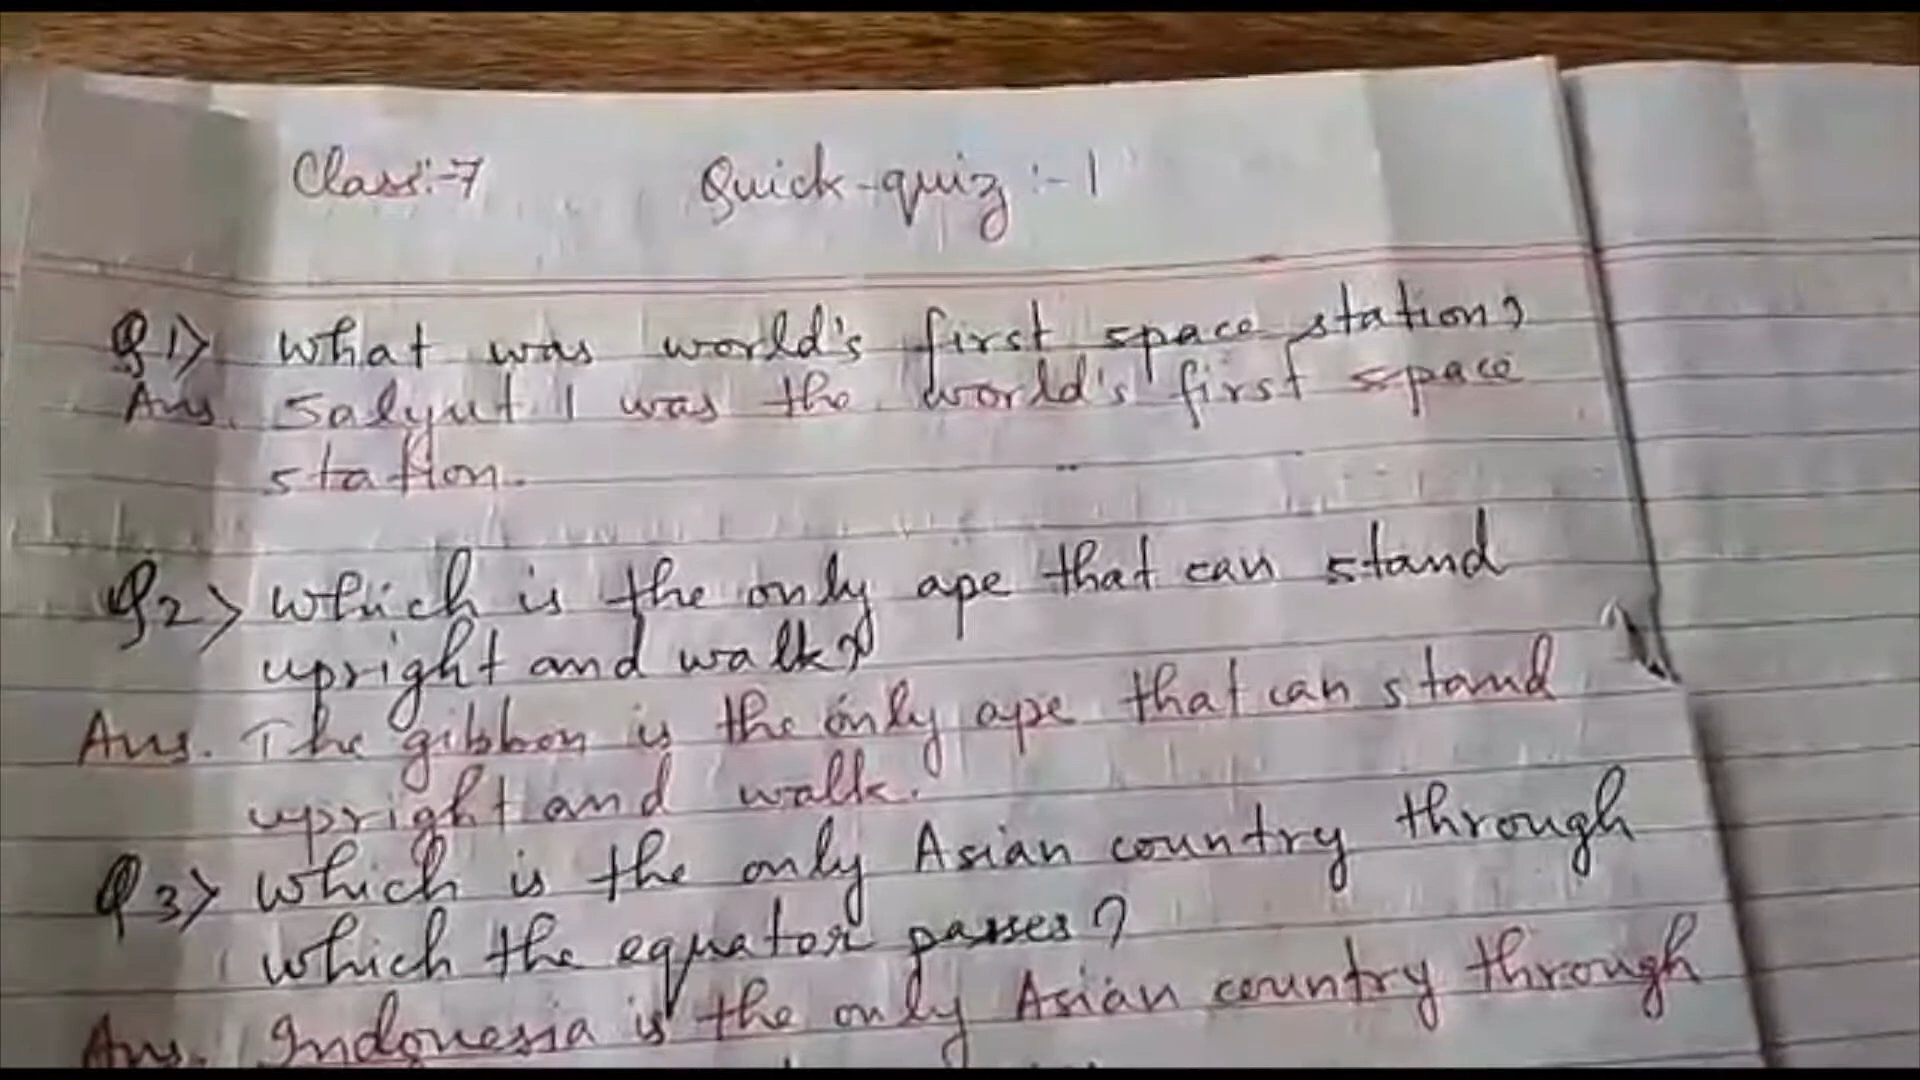 Class:-7 Quick-quiz:-1
Q1> What was world's first space station?
Ans. Salyut 1 was the world's first space
station.
Q2> Which is the only ape that can stand
upright and walk?
Ans. The gibbon is the only ape that can stand
upright and walk.
Q3> Which is the only Asian country through
which the equator passes?
Ans. Indonesia is the only Asian country through